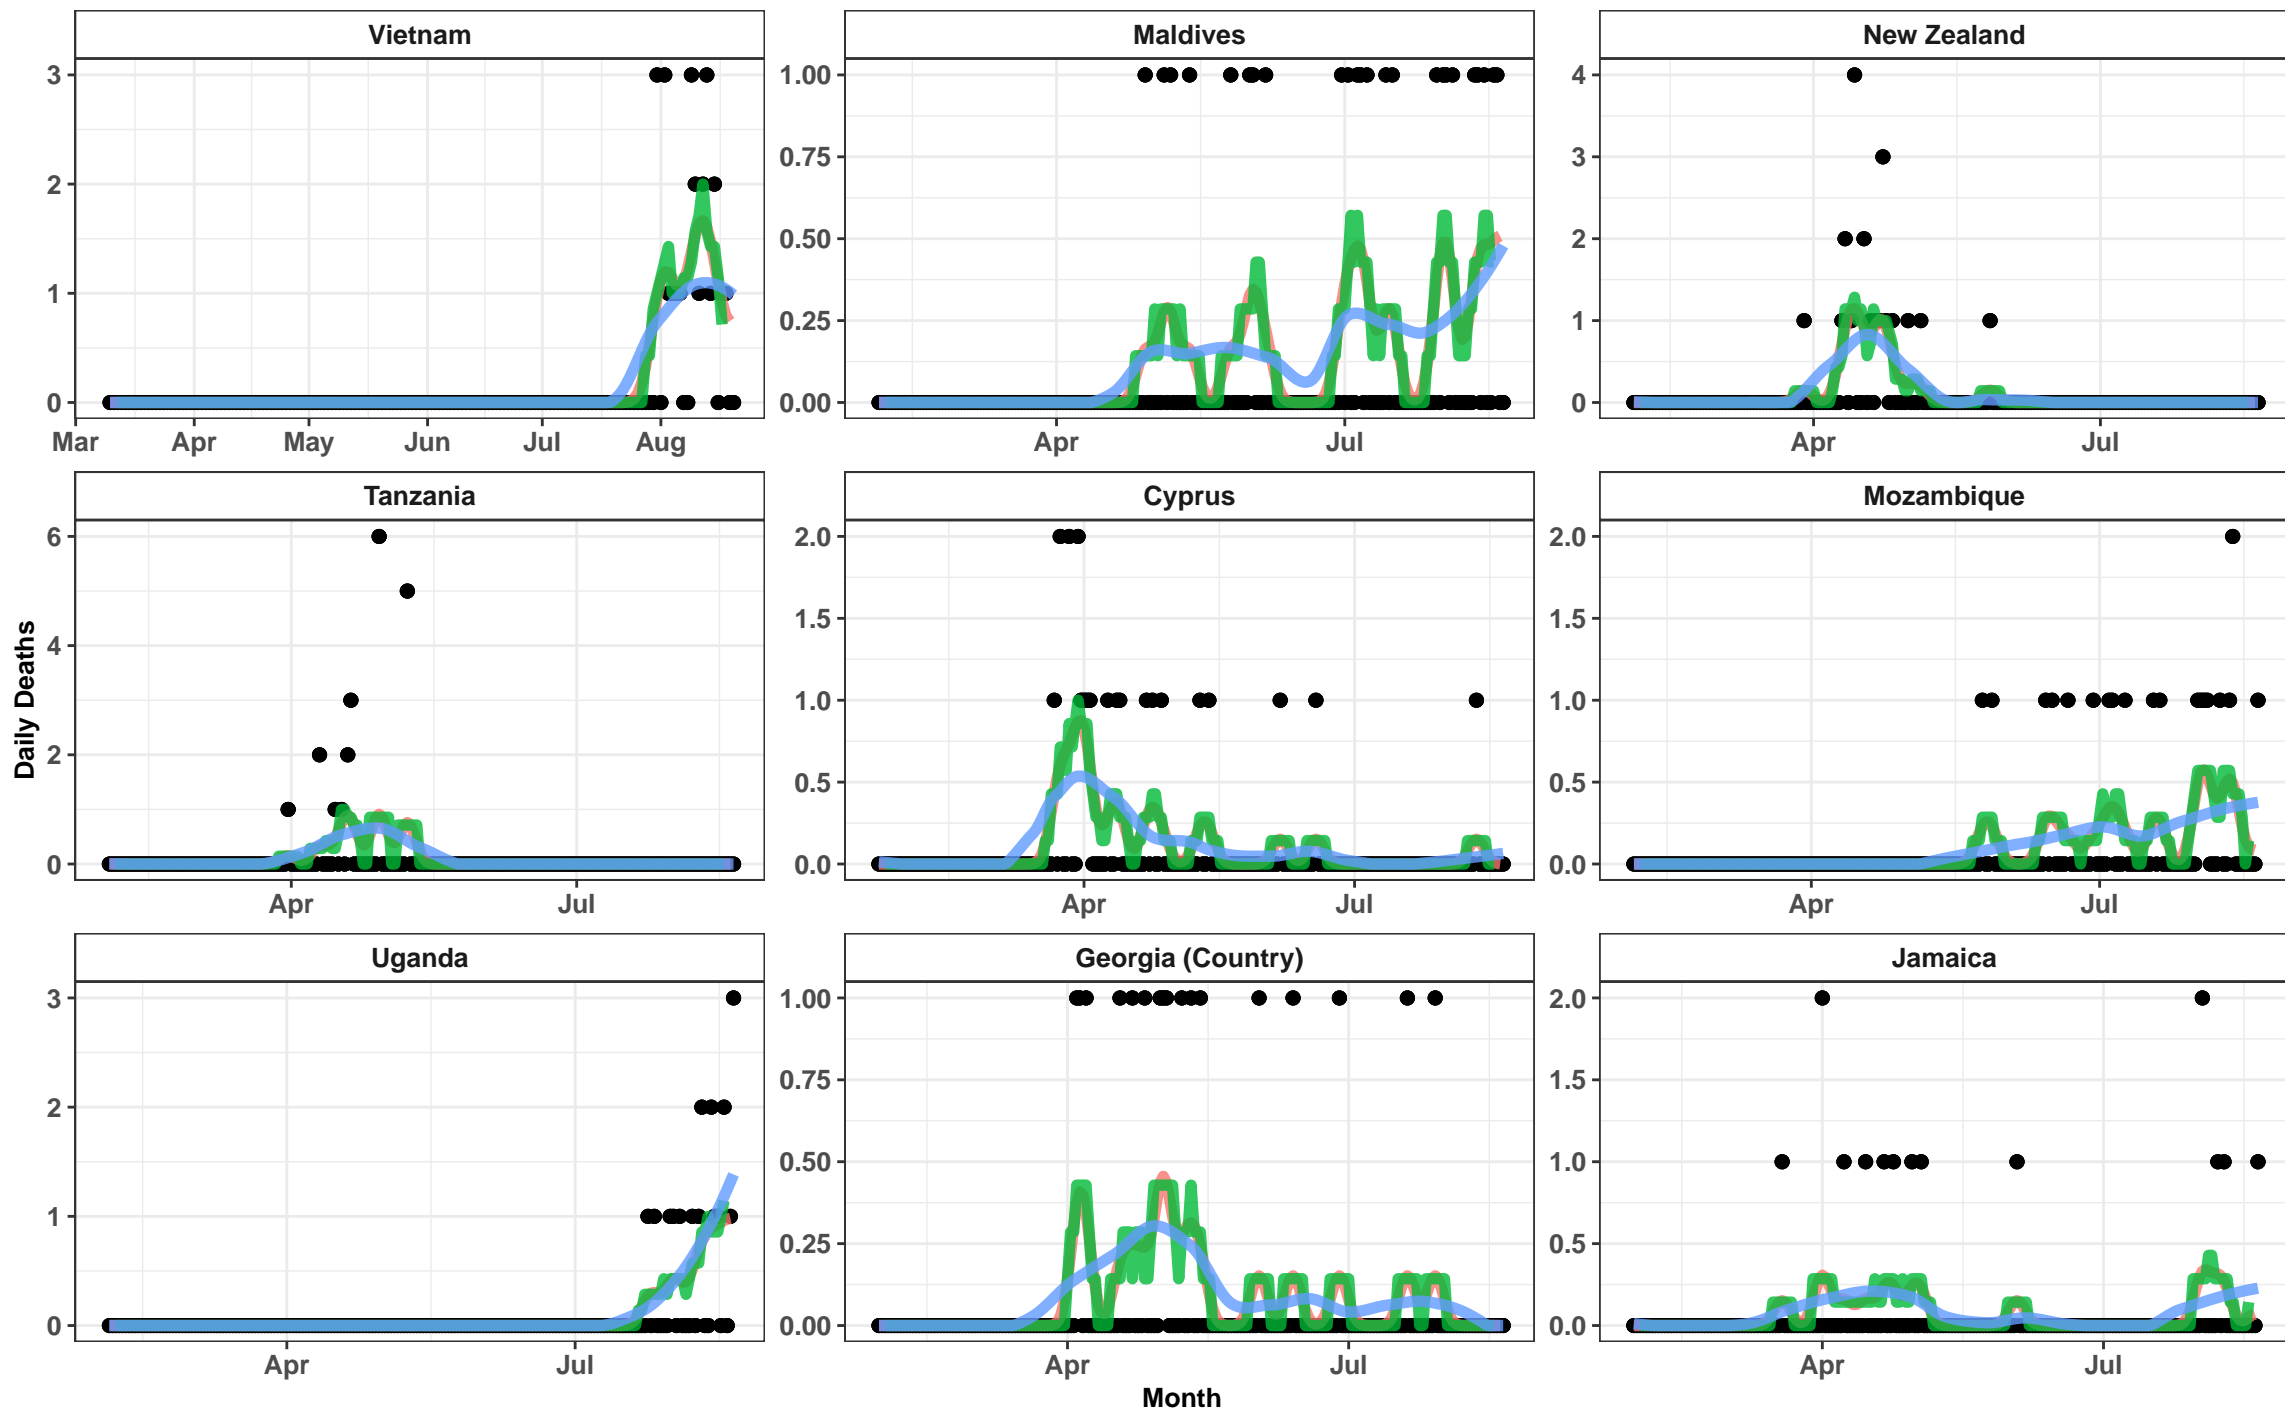 Vietnam
3
2
1
0
Mar Apr May Jun Jul Aug
Maldives
1.00
0.75
0.50
0.25
0.00
Apr Jul
New Zealand
4
3
2
1
0
Apr Jul
Daily Deaths
Tanzania
6
4
2
0
Apr Jul
Cyprus
2.0
1.5
1.0
0.5
0.0
Apr Jul
Mozambique
2.0
1.5
1.0
0.5
0.0
Apr Jul
Uganda
3
2
1
0
Apr Jul
Georgia (Country)
1.00
0.75
0.50
0.25
0.00
Apr Jul
Jamaica
2.0
1.5
1.0
0.5
0.0
Apr Jul
Month